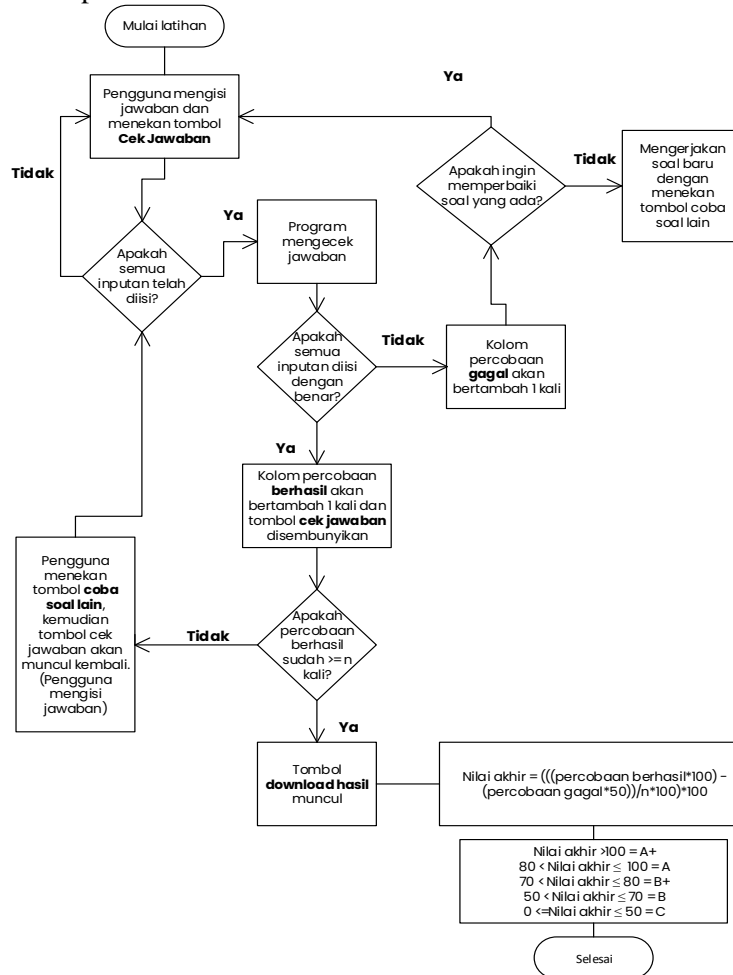 Mulai latihan
Pengguna mengisi
jawaban dan
menekan tombol
Cek Jawaban
Tidak
Apakah
semua
inputan telah
diisi?
Ya
Program
mengecek
jawaban
Apakah
semua
inputan diisi
dengan
benar?
Tidak
Kolom
percobaan
gagal akan
bertambah 1 kali
Apakah ingin
memperbaiki
soal yang ada?
Ya
Tidak
Mengerjakan
soal baru
dengan
menekan
tombol coba
soal lain
Ya
Kolom percobaan
berhasil akan
bertambah 1 kali dan
tombol cek jawaban
disembunyikan
Apakah
percobaan
berhasil
sudah >= n
kali?
Tidak
Pengguna
menekan
tombol coba
soal lain,
kemudian
tombol cek
jawaban akan
muncul kembali.
(Pengguna
mengisi
jawaban)
Ya
Tombol
download hasil
muncul
Nilai akhir = (((percobaan berhasil*100) -
(percobaan gagal*50))/n*100)*100
Nilai akhir >100 = A+
80 < Nilai akhir ≤ 100 = A
70 < Nilai akhir ≤ 80 = B+
50 < Nilai akhir ≤ 70 = B
0 <=Nilai akhir ≤ 50 = C
Selesai